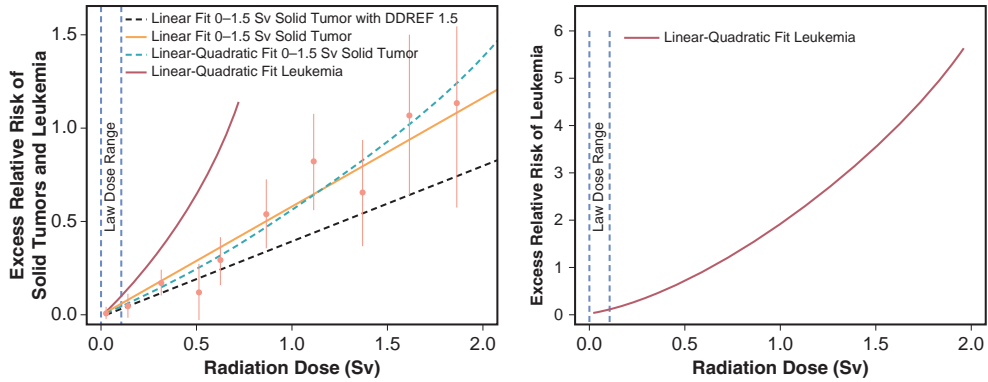 Linear Fit 0–1.5 Sv Solid Tumor with DDREF 1.5
Linear Fit 0–1.5 Sv Solid Tumor
Linear-Quadratic Fit 0–1.5 Sv Solid Tumor
Linear-Quadratic Fit Leukemia
Excess Relative Risk of
Solid Tumors and Leukemia
1.5
1.0
0.5
0.0
Law Dose Range
0.0 0.5 1.0 1.5 2.0
Radiation Dose (Sv)
Linear-Quadratic Fit Leukemia
Excess Relative Risk of Leukemia
6
5
4
3
2
1
0
Law Dose Range
0.0 0.5 1.0 1.5 2.0
Radiation Dose (Sv)